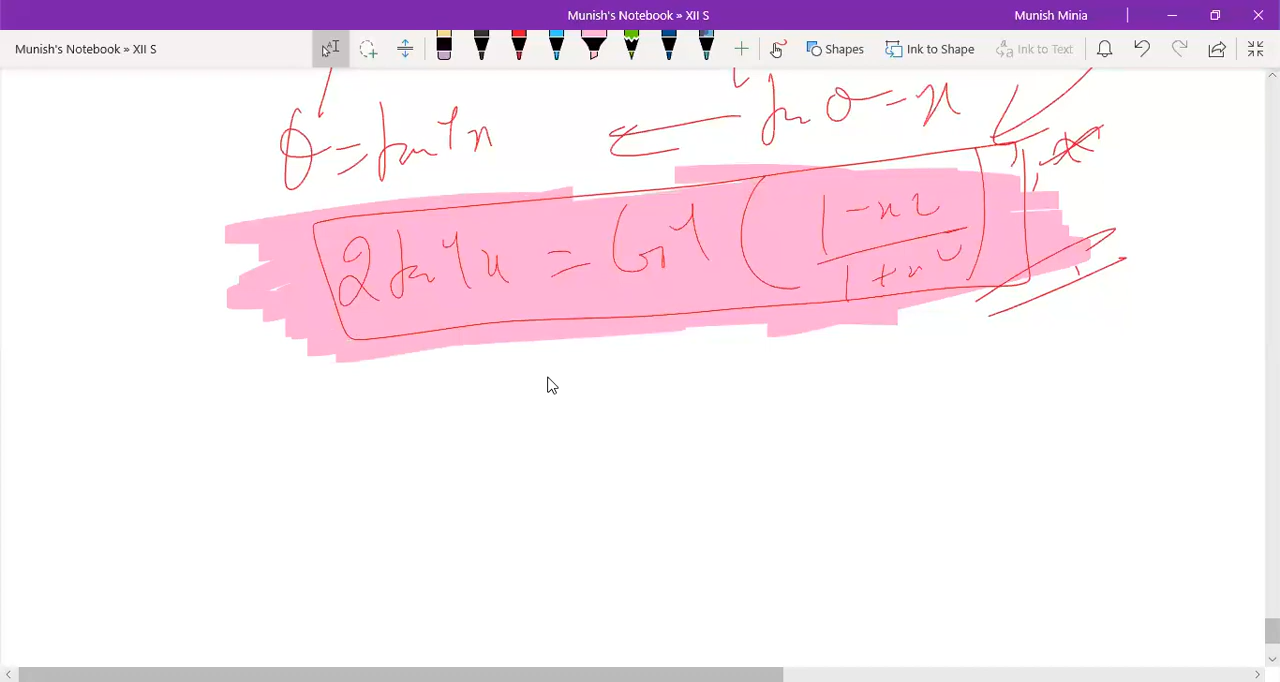 Munish's Notebook » XII S
Munish Minia
Munish's Notebook » XII S
Shapes
Ink to Shape
Ink to Text
tan θ = x
θ = tan⁻¹x
2tan⁻¹x = cos⁻¹ (1-x² / 1+x²)